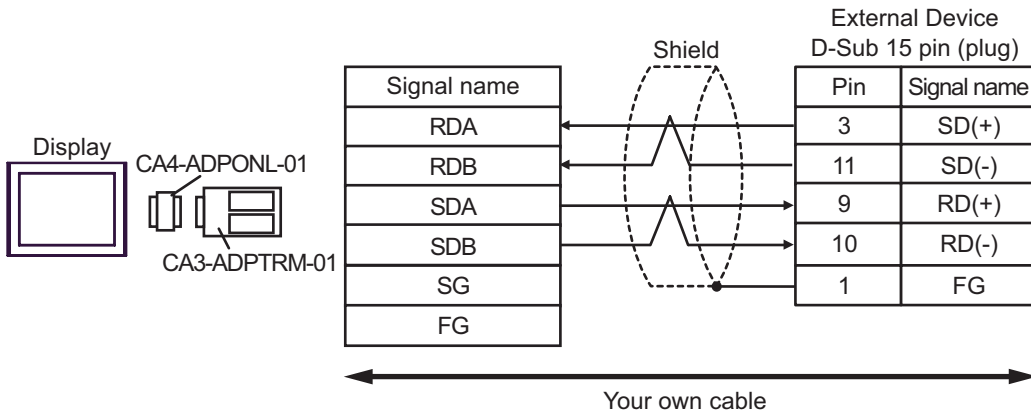 External Device
D-Sub 15 pin (plug)
Shield
Signal name
Pin Signal name
RDA 3 SD(+)
Display
CA4-ADPONL-01
RDB 11 SD(-)
SDA 9 RD(+)
SDB 10 RD(-)
CA3-ADPTRM-01
SG 1 FG
FG
Your own cable